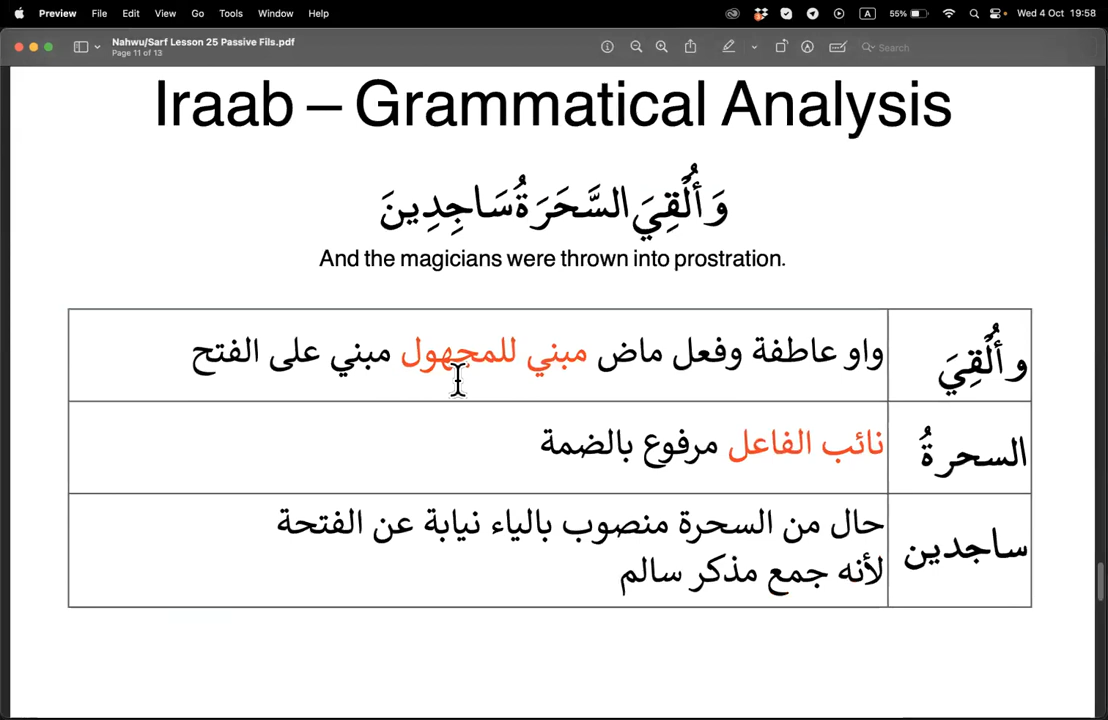 Preview File Edit View Go Tools Window Help A 55% Wed 4 Oct 19:58
Nahwu/Sarf Lesson 25 Passive Fils.pdf
Page 11 of 13
Search
Iraab – Grammatical Analysis
وَأُلْقِيَ السَّحَرَةُ سَاجِدِينَ
And the magicians were thrown into prostration.
وأُلْقِيَ
واو عاطفة وفعل ماض مبني للمجهول مبني على الفتح
السحرةُ
نائب الفاعل مرفوع بالضمة
ساجدين
حال من السحرة منصوب بالياء نيابة عن الفتحة
لأنه جمع مذكر سالم